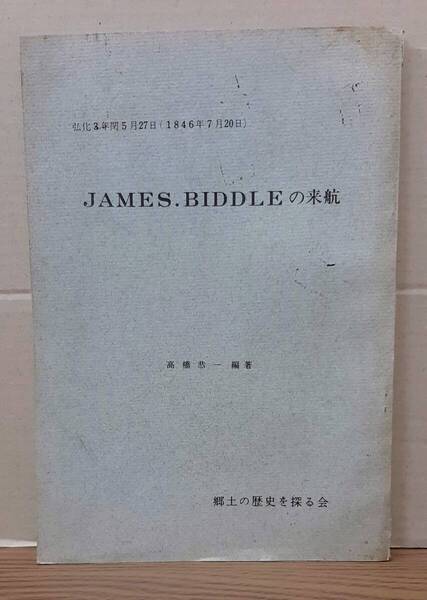 弘化3年閏5月27日(1846年7月20日)
JAMES.BIDDLEの来航
高橋恭一 編著
郷土の歴史を探る会